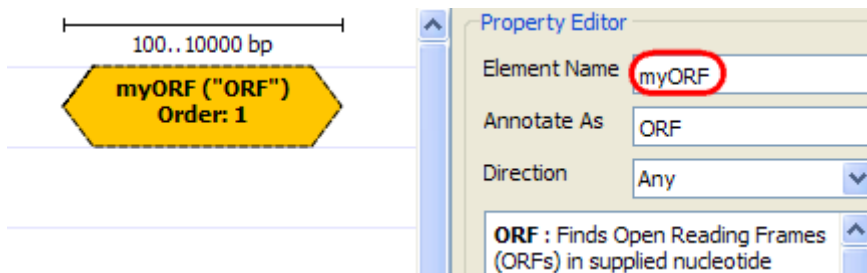 100..10000 bp
myORF ("ORF")
Order: 1
Property Editor
Element Name
myORF
Annotate As
ORF
Direction
Any
ORF : Finds Open Reading Frames
(ORFs) in supplied nucleotide